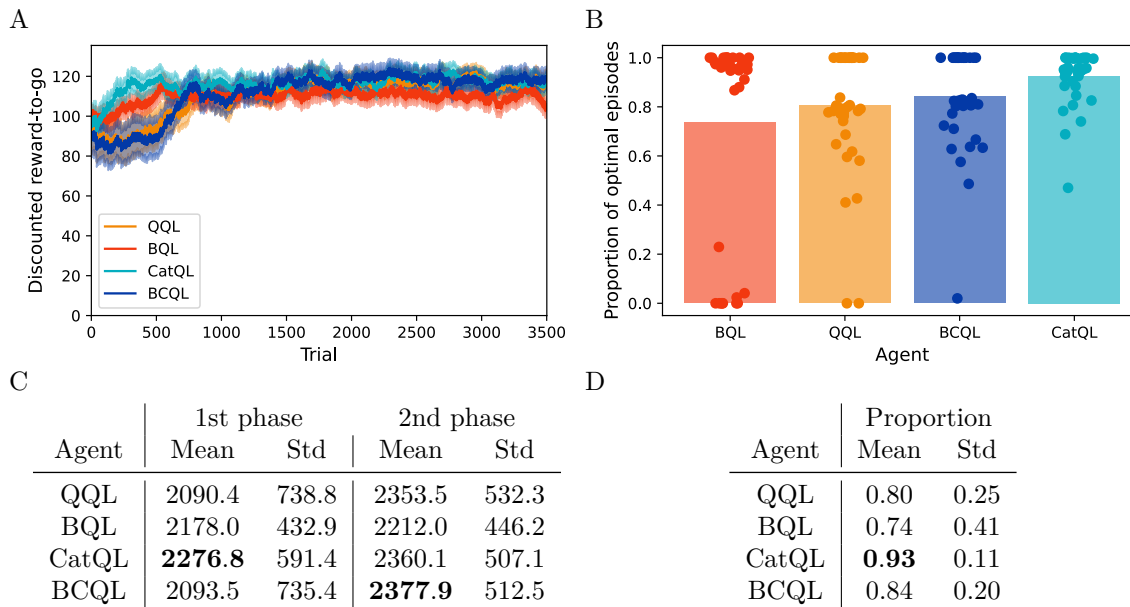 A
Discounted reward-to-go
120
100
80
60
40
20
0
QQL
BQL
CatQL
BCQL
0 500 1000 1500 2000 2500 3000 3500
Trial
B
Proportion of optimal episodes
1.0
0.8
0.6
0.4
0.2
0.0
BQL QQL BCQL CatQL
Agent
C
1st phase 2nd phase
Agent Mean Std Mean Std
QQL 2090.4 738.8 2353.5 532.3
BQL 2178.0 432.9 2212.0 446.2
CatQL 2276.8 591.4 2360.1 507.1
BCQL 2093.5 735.4 2377.9 512.5
D
Proportion
Agent Mean Std
QQL 0.80 0.25
BQL 0.74 0.41
CatQL 0.93 0.11
BCQL 0.84 0.20